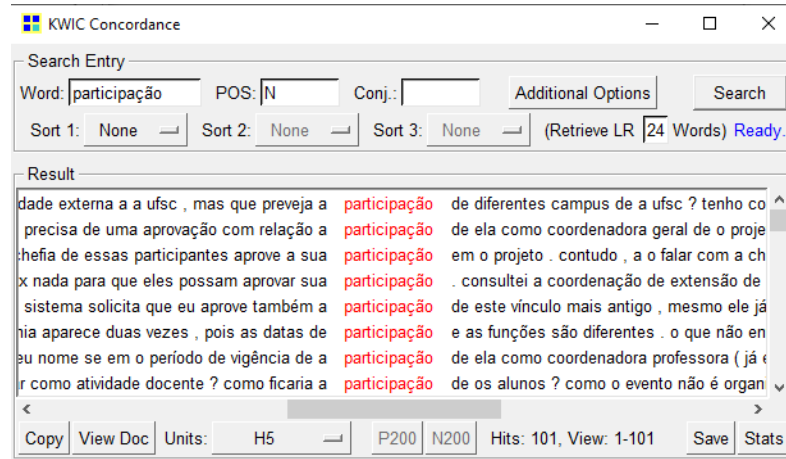 KWIC Concordance
Search Entry
Word: participação POS: N Conj.: Additional Options Search
Sort 1: None Sort 2: None Sort 3: None (Retrieve LR 24 Words) Ready.
Result
dade externa a a ufsc , mas que preveja a participação de diferentes campus de a ufsc ? tenho co
precisa de uma aprovação com relação a participação de ela como coordenadora geral de o proje
chefia de essas participantes aprove a sua participação em o projeto . contudo , a o falar com a ch
x nada para que eles possam aprovar sua participação . consultei a coordenação de extensão de
sistema solicita que eu aprove também a participação de este vínculo mais antigo , mesmo ele já
nia aparece duas vezes , pois as datas de participação e as funções são diferentes . o que não en
eu nome se em o período de vigência de a participação de ela como coordenadora professora ( já
r como atividade docente ? como ficaria a participação de os alunos ? como o evento não é organi
Copy View Doc Units: H5 P200 N200 Hits: 101, View: 1-101 Save Stats